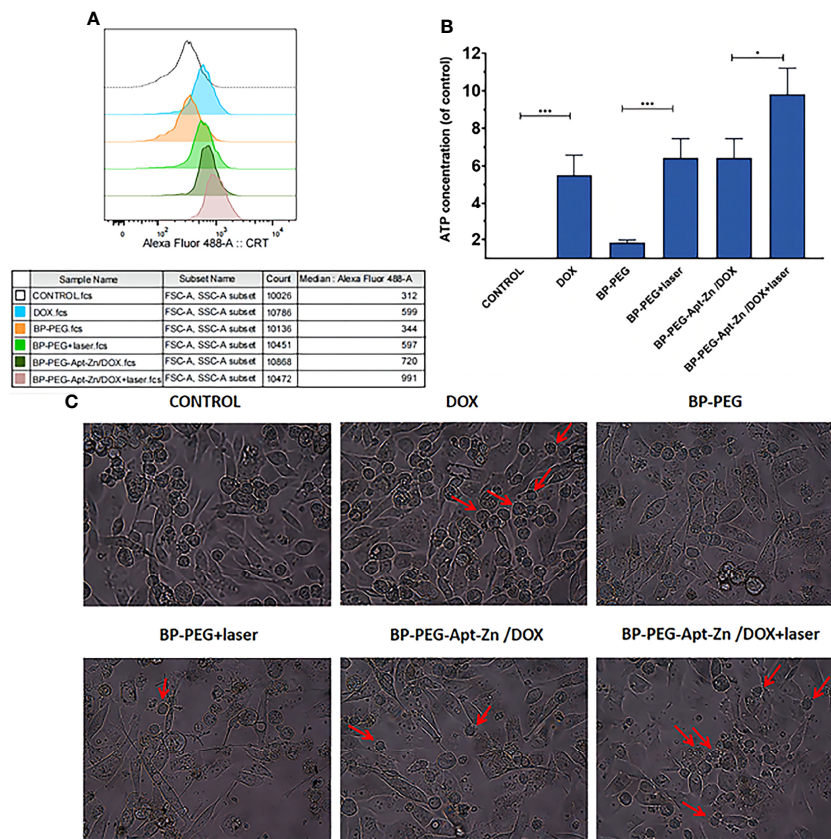 A
0
10²
10³
10⁴
Alexa Fluor 488-A :: CRT
Sample Name Subset Name Count Median : Alexa Fluor 488-A
CONTROL.fcs FSC-A, SSC-A subset 10026 312
DOX.fcs FSC-A, SSC-A subset 10786 599
BP-PEG.fcs FSC-A, SSC-A subset 10136 344
BP-PEG+laser.fcs FSC-A, SSC-A subset 10451 597
BP-PEG-Apt-Zn/DOX.fcs FSC-A, SSC-A subset 10868 720
BP-PEG-Apt-Zn/DOX+laser.fcs FSC-A, SSC-A subset 10472 991
B
ATP concentration (of control)
12
10
8
6
4
2
***
***
*
CONTROL
DOX
BP-PEG
BP-PEG+laser
BP-PEG-Apt-Zn /DOX
BP-PEG-Apt-Zn /DOX+laser
C
CONTROL
DOX
BP-PEG
BP-PEG+laser
BP-PEG-Apt-Zn /DOX
BP-PEG-Apt-Zn /DOX+laser